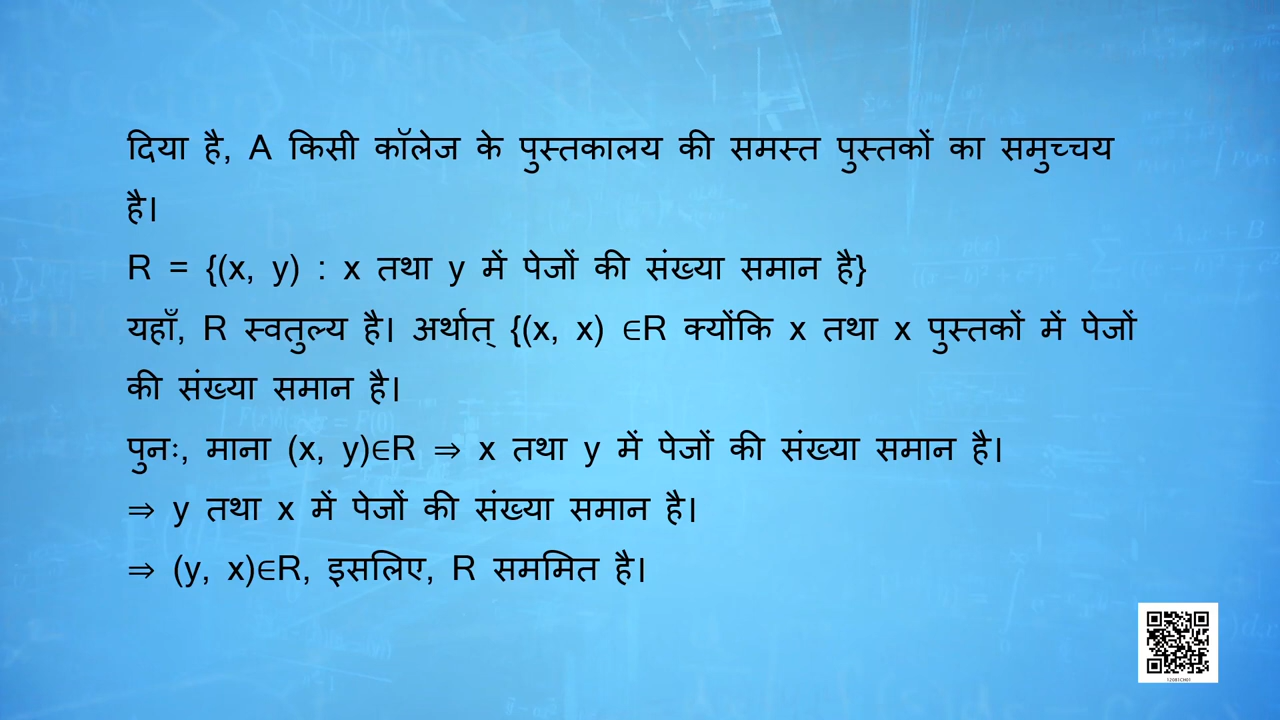 दिया है, A किसी कॉलेज के पुस्तकालय की समस्त पुस्तकों का समुच्चय
है।
R = {(x, y) : x तथा y में पेजों की संख्या समान है}
यहाँ, R स्वतुल्य है। अर्थात् {(x, x) ∈R क्योंकि x तथा x पुस्तकों में पेजों
की संख्या समान है।
पुनः, माना (x, y)∈R ⇒ x तथा y में पेजों की संख्या समान है।
⇒ y तथा x में पेजों की संख्या समान है।
⇒ (y, x)∈R, इसलिए, R सममित है।
12081CH01